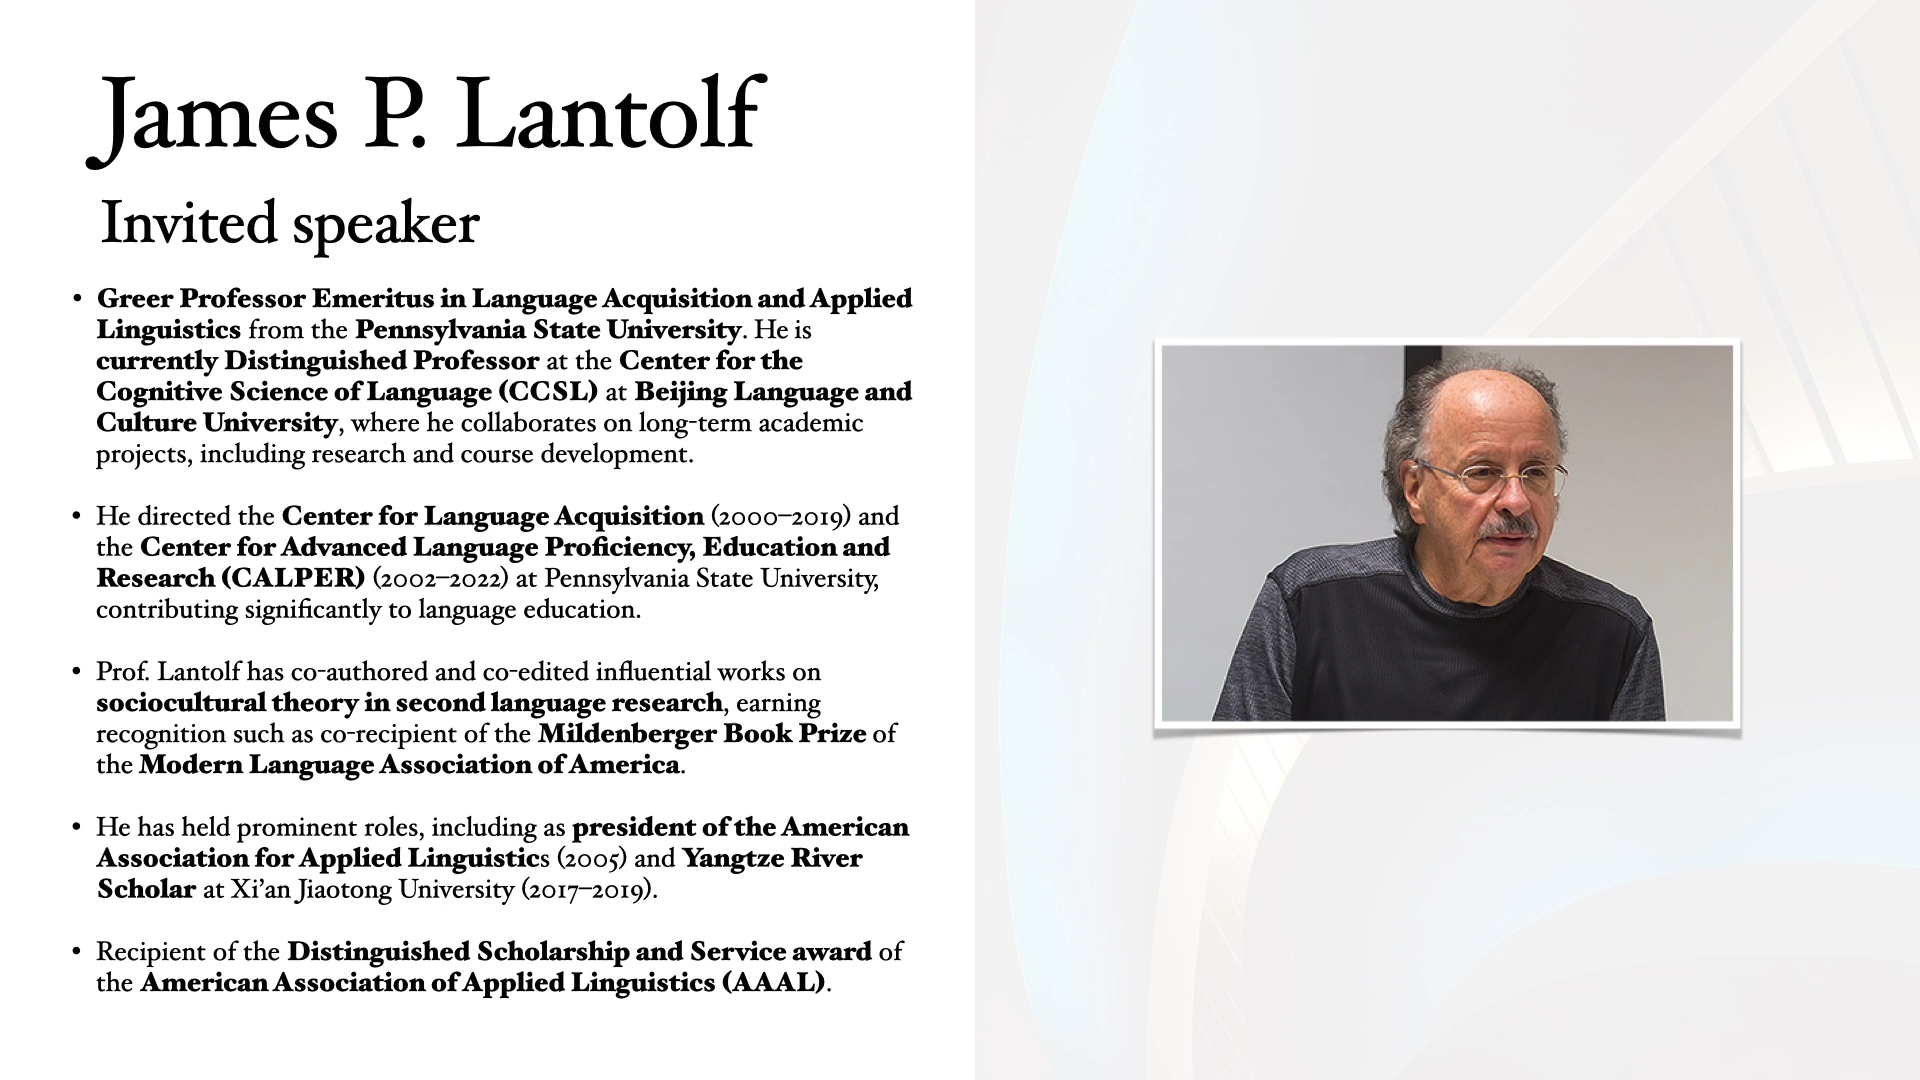 James P. Lantolf
Invited speaker
• Greer Professor Emeritus in Language Acquisition and Applied
Linguistics from the Pennsylvania State University. He is
currently Distinguished Professor at the Center for the
Cognitive Science of Language (CCSL) at Beijing Language and
Culture University, where he collaborates on long-term academic
projects, including research and course development.
• He directed the Center for Language Acquisition (2000–2019) and
the Center for Advanced Language Proficiency, Education and
Research (CALPER) (2002–2022) at Pennsylvania State University,
contributing significantly to language education.
• Prof. Lantolf has co-authored and co-edited influential works on
sociocultural theory in second language research, earning
recognition such as co-recipient of the Mildenberger Book Prize of
the Modern Language Association of America.
• He has held prominent roles, including as president of the American
Association for Applied Linguistics (2005) and Yangtze River
Scholar at Xi’an Jiaotong University (2017–2019).
• Recipient of the Distinguished Scholarship and Service award of
the American Association of Applied Linguistics (AAAL).